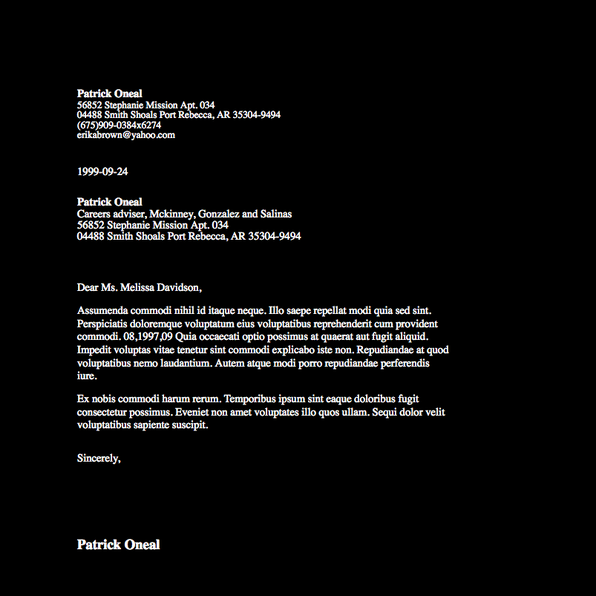 Patrick Oneal
56852 Stephanie Mission Apt. 034
04488 Smith Shoals Port Rebecca, AR 35304-9494
(675)909-0384x6274
erikabrown@yahoo.com
1999-09-24
Patrick Oneal
Careers adviser, Mckinney, Gonzalez and Salinas
56852 Stephanie Mission Apt. 034
04488 Smith Shoals Port Rebecca, AR 35304-9494
Dear Ms. Melissa Davidson,
Assumenda commodi nihil id itaque neque. Illo saepe repellat modi quia sed sint.
Perspiciatis doloremque voluptatum eius voluptatibus reprehenderit cum provident
commodi. 08,1997,09 Quia occaecati optio possimus at quaerat aut fugit aliquid.
Impedit voluptas vitae tenetur sint commodi explicabo iste non. Repudiandae at quod
voluptatibus nemo laudantium. Autem atque modi porro repudiandae perferendis
iure.
Ex nobis commodi harum rerum. Temporibus ipsum sint eaque doloribus fugit
consectetur possimus. Eveniet non amet voluptates illo quos ullam. Sequi dolor velit
voluptatibus sapiente suscipit.
Sincerely,
Patrick Oneal